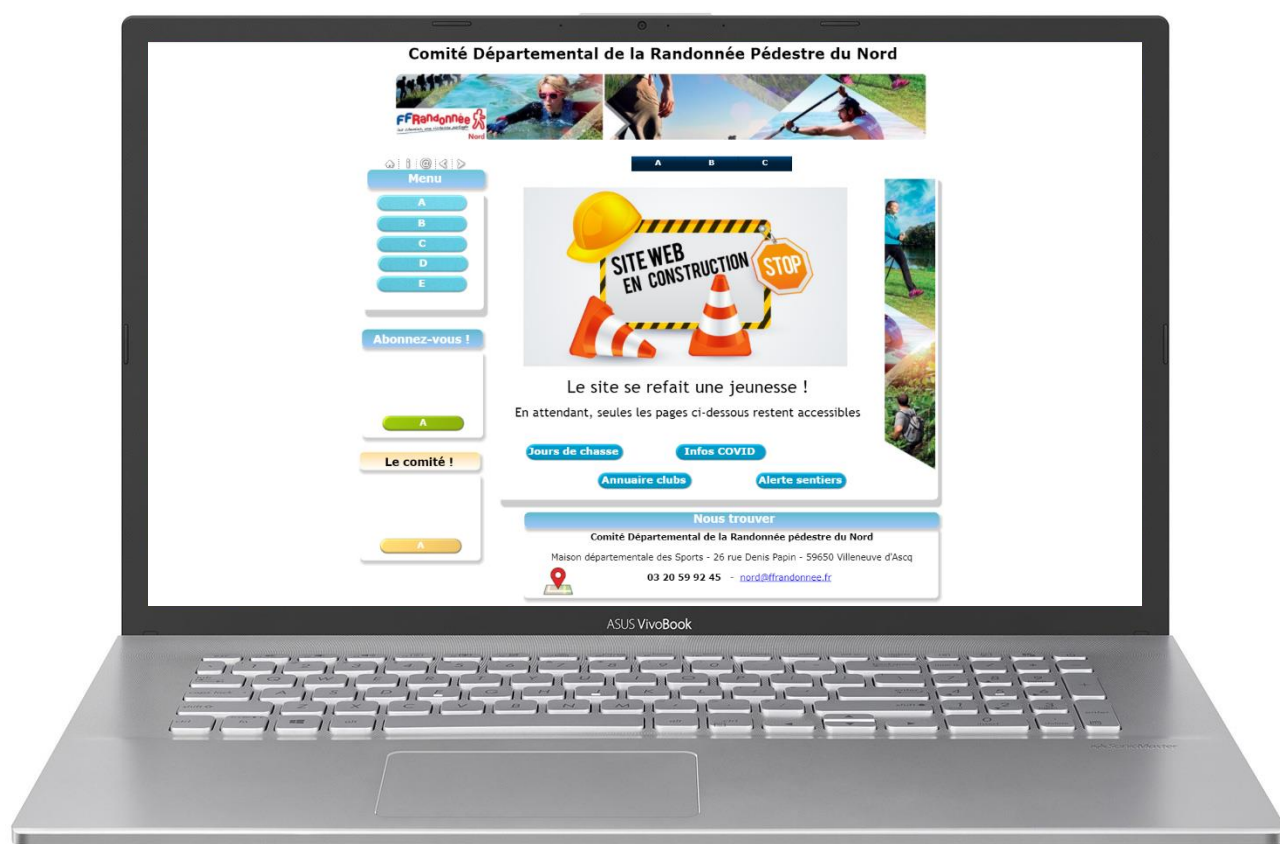 Comité Départemental de la Randonnée Pédestre du Nord
FFRandonnée
Nord
A B C
Menu
A
B
C
D
E
SITE WEB
EN CONSTRUCTION
STOP
Abonnez-vous !
A
Le site se refait une jeunesse !
En attendant, seules les pages ci-dessous restent accessibles
Jours de chasse
Infos COVID
Annuaire clubs
Alerte sentiers
Le comité !
A
Nous trouver
Comité Départemental de la Randonnée pédestre du Nord
Maison départementale des Sports - 26 rue Denis Papin - 59650 Villeneuve d'Ascq
03 20 59 92 45 - nord@ffrandonnee.fr
ASUS VivoBook